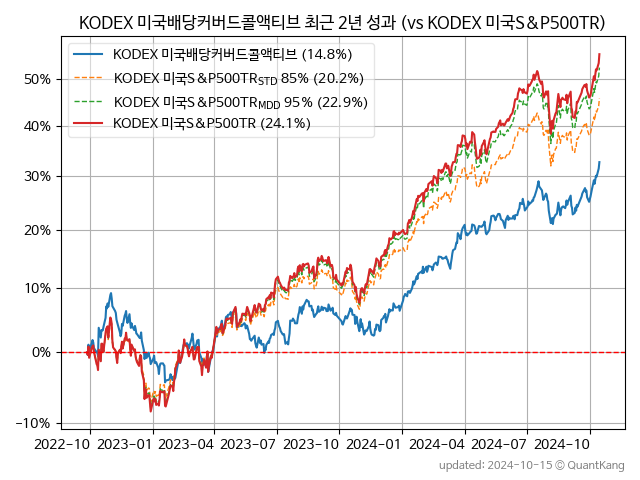 KODEX 미국배당커버드콜액티브 최근 2년 성과 (vs KODEX 미국S&P500TR)
KODEX 미국배당커버드콜액티브 (14.8%)
KODEX 미국S&P500TR STD 85% (20.2%)
KODEX 미국S&P500TR MDD 95% (22.9%)
KODEX 미국S&P500TR (24.1%)
50%
40%
30%
20%
10%
0%
-10%
2022-10 2023-01 2023-04 2023-07 2023-10 2024-01 2024-04 2024-07 2024-10
updated: 2024-10-15 © QuantKang